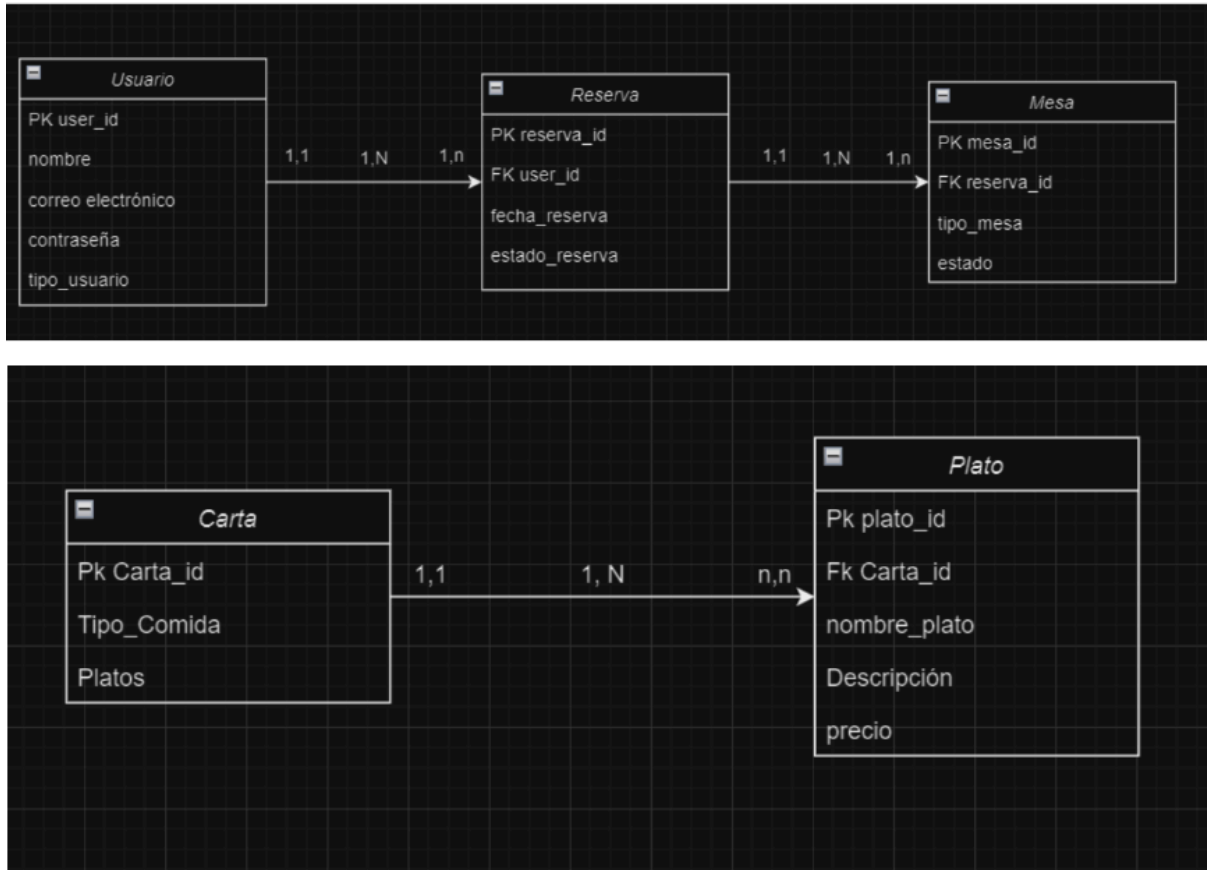 Usuario
PK user_id
nombre
correo electrónico
contraseña
tipo_usuario
1,1 1,N 1,n
Reserva
PK reserva_id
FK user_id
fecha_reserva
estado_reserva
1,1 1,N 1,n
Mesa
PK mesa_id
FK reserva_id
tipo_mesa
estado
Carta
Pk Carta_id
Tipo_Comida
Platos
1,1 1, N n,n
Plato
Pk plato_id
Fk Carta_id
nombre_plato
Descripción
precio